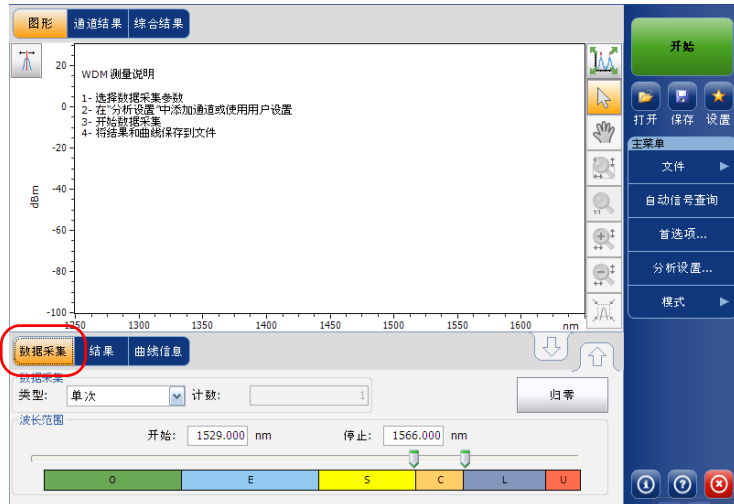 图形 通道结果 综合结果
20
0
-20
-40
-60
-80
-100
dBm
WDM 测量说明
1- 选择数据采集参数
2- 在"分析设置"中添加通道或使用用户设置
3- 开始数据采集
4- 将结果和曲线保存到文件
1:1
1250 1300 1350 1400 1450 1500 1550 1600 nm
数据采集 结果 曲线信息
数据采集
类型: 单次 计数: 1 归零
波长范围
开始: 1529.000 nm 停止: 1566.000 nm
O E S C L U
开始
打开 保存 设置
主菜单
文件
自动信号查询
首选项...
分析设置...
模式